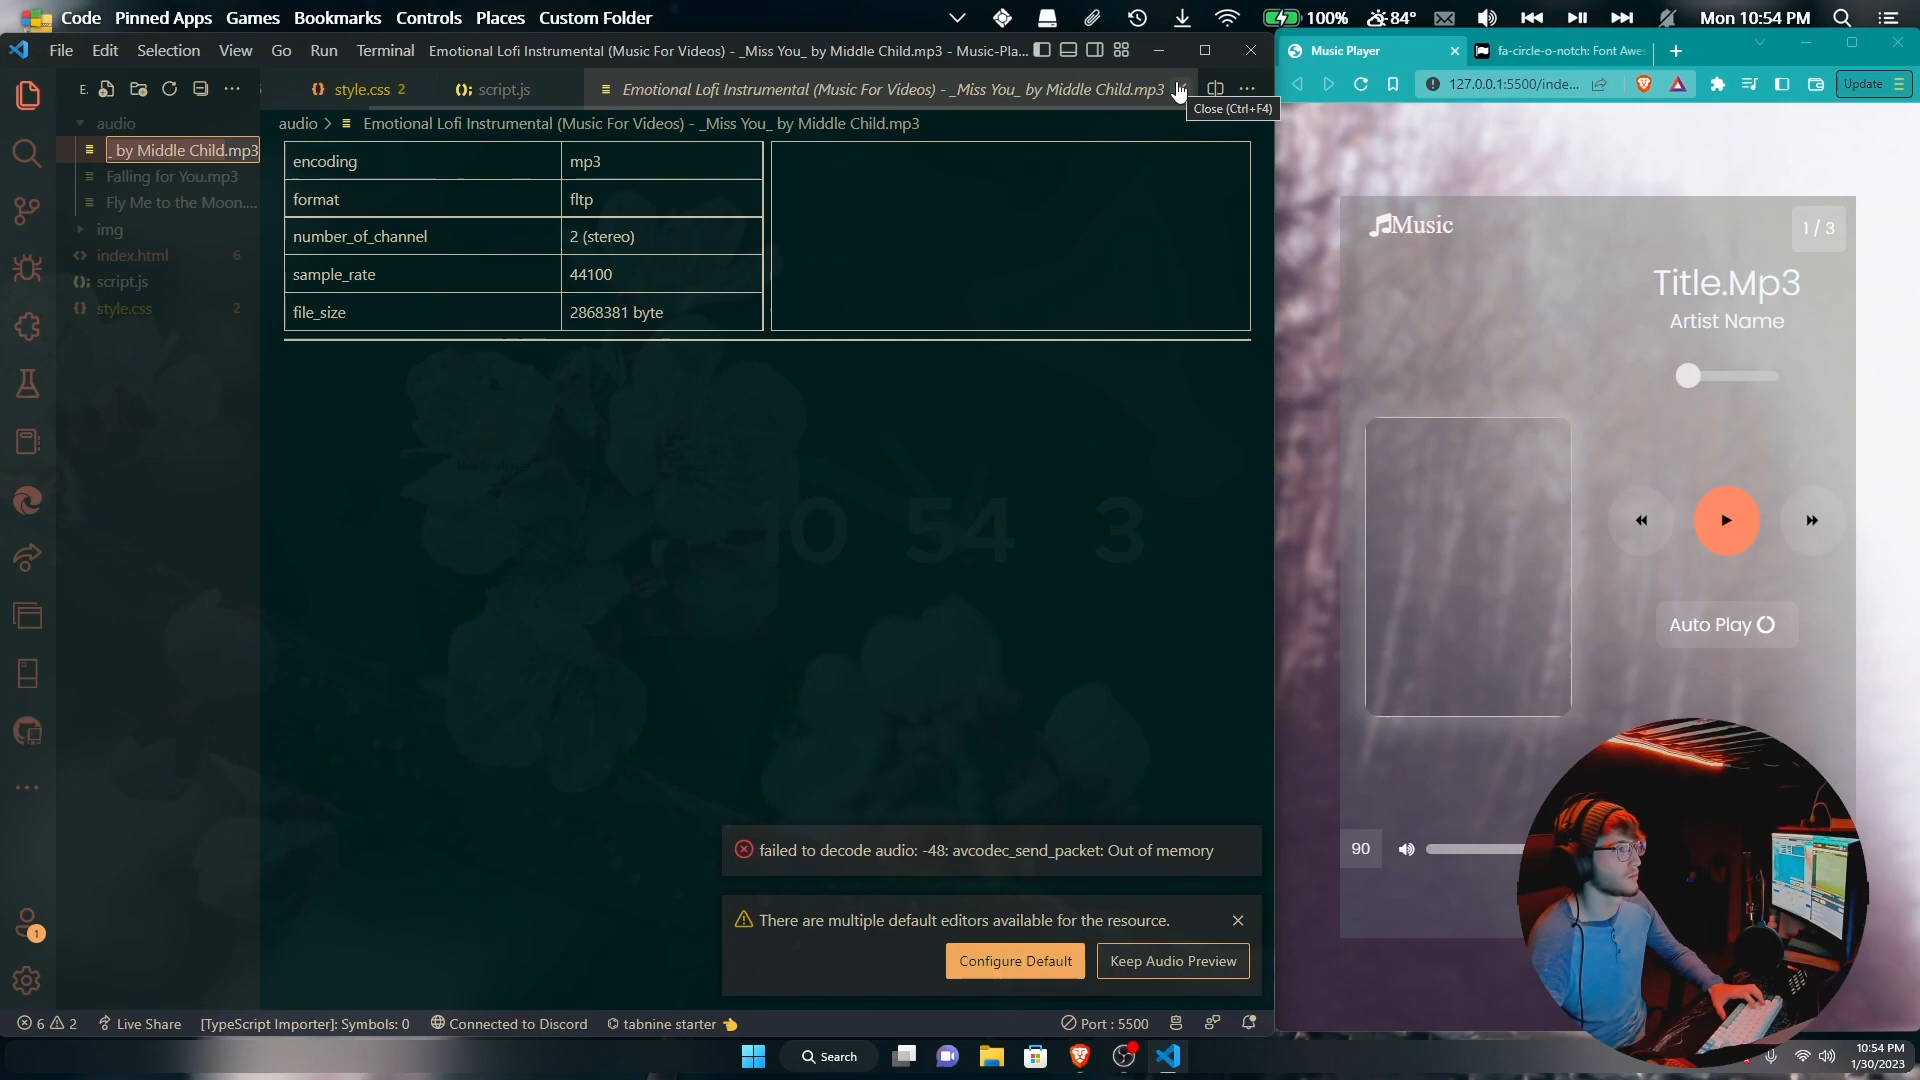 Code Pinned Apps Games Bookmarks Controls Places Custom Folder 100% 84° Mon 10:54 PM
File Edit Selection View Go Run Terminal Emotional Lofi Instrumental (Music For Videos) - _Miss You_ by Middle Child.mp3 - Music-Pla...
Music Player
fa-circle-o-notch: Font Awes
127.0.0.1:5500/inde...
Update
E.
style.css 2
script.js
Emotional Lofi Instrumental (Music For Videos) - _Miss You_ by Middle Child.mp3
Close (Ctrl+F4)
audio
_ by Middle Child.mp3
Falling for You.mp3
Fly Me to the Moon....
img
index.html 6
script.js
style.css 2
audio > Emotional Lofi Instrumental (Music For Videos) - _Miss You_ by Middle Child.mp3
encoding mp3
format fltp
number_of_channel 2 (stereo)
sample_rate 44100
file_size 2868381 byte
10 54 3
failed to decode audio: -48: avcodec_send_packet: Out of memory
There are multiple default editors available for the resource.
Configure Default
Keep Audio Preview
Music
1 / 3
Title.Mp3
Artist Name
Auto Play
90
1
6 2 Live Share [TypeScript Importer]: Symbols: 0 Connected to Discord tabnine starter Port : 5500
Search
10:54 PM
1/30/2023